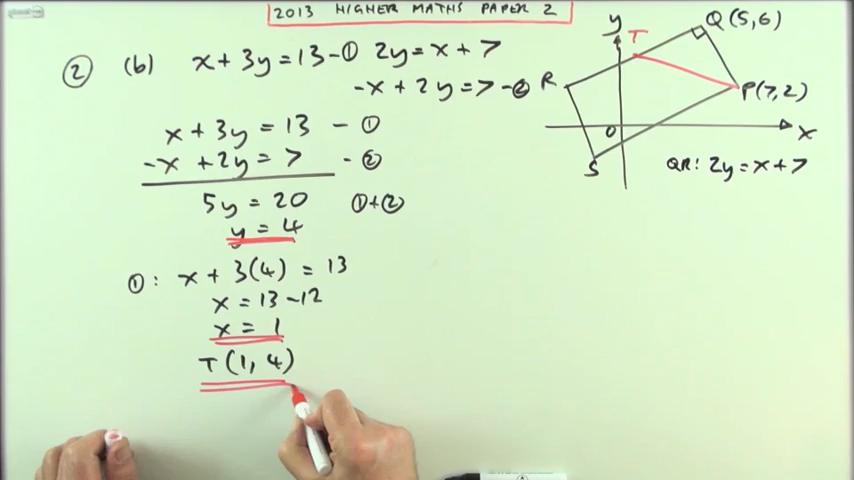 2013 HIGHER MATHS PAPER 2
② (b) x + 3y = 13 - ① 2y = x + 7
-x + 2y = 7 - ②
x + 3y = 13 - ①
-x + 2y = 7 - ②
5y = 20 ① + ②
y = 4
①: x + 3(4) = 13
x = 13 - 12
x = 1
T (1, 4)
y
T
Q (5,6)
R
P(7,2)
O
x
S
QR: 2y = x + 7